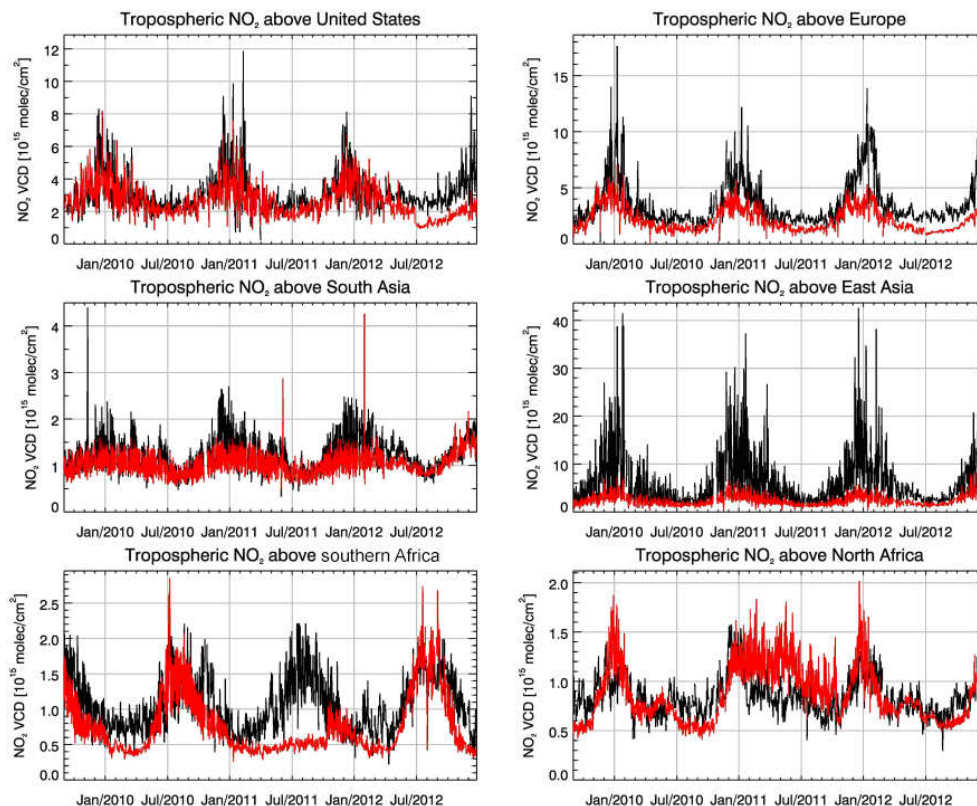 Tropospheric NO₂ above United States
NO₂ VCD [10¹⁵ molec/cm²]
12
10
8
6
4
2
0
Jan/2010 Jul/2010 Jan/2011 Jul/2011 Jan/2012 Jul/2012
Tropospheric NO₂ above Europe
NO₂ VCD [10¹⁵ molec/cm²]
15
10
5
0
Jan/2010 Jul/2010 Jan/2011 Jul/2011 Jan/2012 Jul/2012
Tropospheric NO₂ above South Asia
NO₂ VCD [10¹⁵ molec/cm²]
4
3
2
1
0
Jan/2010 Jul/2010 Jan/2011 Jul/2011 Jan/2012 Jul/2012
Tropospheric NO₂ above East Asia
NO₂ VCD [10¹⁵ molec/cm²]
40
30
20
10
0
Jan/2010 Jul/2010 Jan/2011 Jul/2011 Jan/2012 Jul/2012
Tropospheric NO₂ above southern Africa
NO₂ VCD [10¹⁵ molec/cm²]
2.5
2.0
1.5
1.0
0.5
0.0
Jan/2010 Jul/2010 Jan/2011 Jul/2011 Jan/2012 Jul/2012
Tropospheric NO₂ above North Africa
NO₂ VCD [10¹⁵ molec/cm²]
2.0
1.5
1.0
0.5
0.0
Jan/2010 Jul/2010 Jan/2011 Jul/2011 Jan/2012 Jul/2012